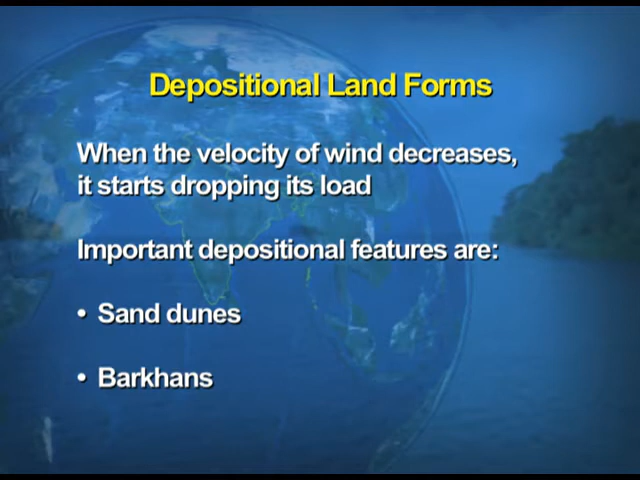 Depositional Land Forms
When the velocity of wind decreases,
it starts dropping its load
Important depositional features are:
• Sand dunes
• Barkhans